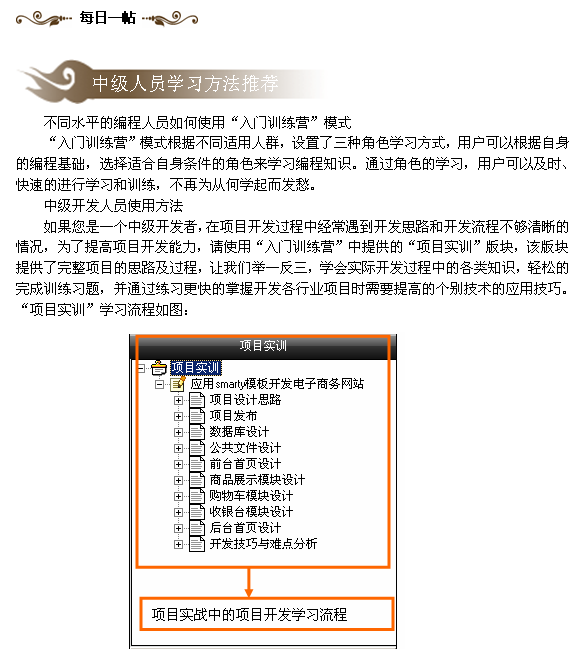 每日一帖
中级人员学习方法推荐
不同水平的编程人员如何使用“入门训练营”模式
“入门训练营”模式根据不同适用人群，设置了三种角色学习方式，用户可以根据自身
的编程基础，选择适合自身条件的角色来学习编程知识。通过角色的学习，用户可以及时、
快速的进行学习和训练，不再为从何学起而发愁。
中级开发人员使用方法
如果您是一个中级开发者，在项目开发过程中经常遇到开发思路和开发流程不够清晰的
情况，为了提高项目开发能力，请使用“入门训练营”中提供的“项目实训”版块，该版块
提供了完整项目的思路及过程，让我们举一反三，学会实际开发过程中的各类知识，轻松的
完成训练习题，并通过练习更快的掌握开发各行业项目时需要提高的个别技术的应用技巧。
“项目实训”学习流程如图：
项目实训
项目实训
应用smarty模板开发电子商务网站
项目设计思路
项目发布
数据库设计
公共文件设计
前台首页设计
商品展示模块设计
购物车模块设计
收银台模块设计
后台首页设计
开发技巧与难点分析
项目实战中的项目开发学习流程